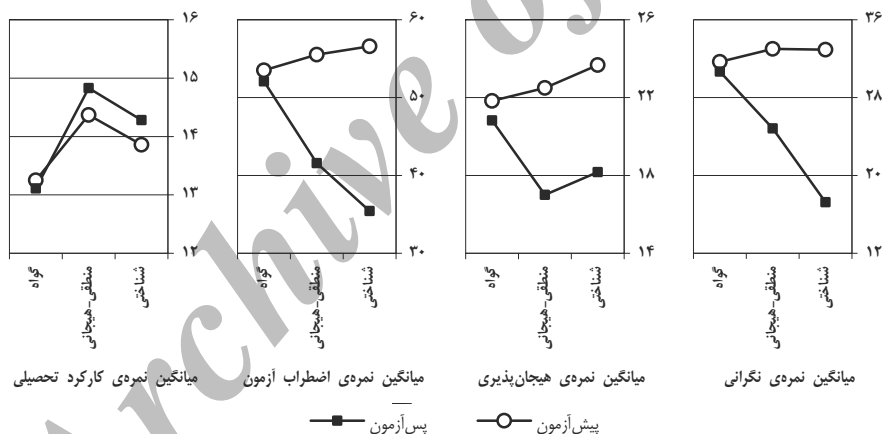 ۳۶
۲۸
۲۰
۱۲
شناختی
منطقی-هیجانی
گواه
میانگین نمره‌ی نگرانی
۲۶
۲۲
۱۸
۱۴
شناختی
منطقی-هیجانی
گواه
میانگین نمره‌ی هیجان‌پذیری
۶۰
۵۰
۴۰
۳۰
شناختی
منطقی-هیجانی
گواه
میانگین نمره‌ی اضطراب آزمون
۱۶
۱۵
۱۴
۱۳
۱۲
شناختی
منطقی-هیجانی
گواه
میانگین نمره‌ی کارکرد تحصیلی
پیش‌آزمون
پس‌آزمون
Archive of